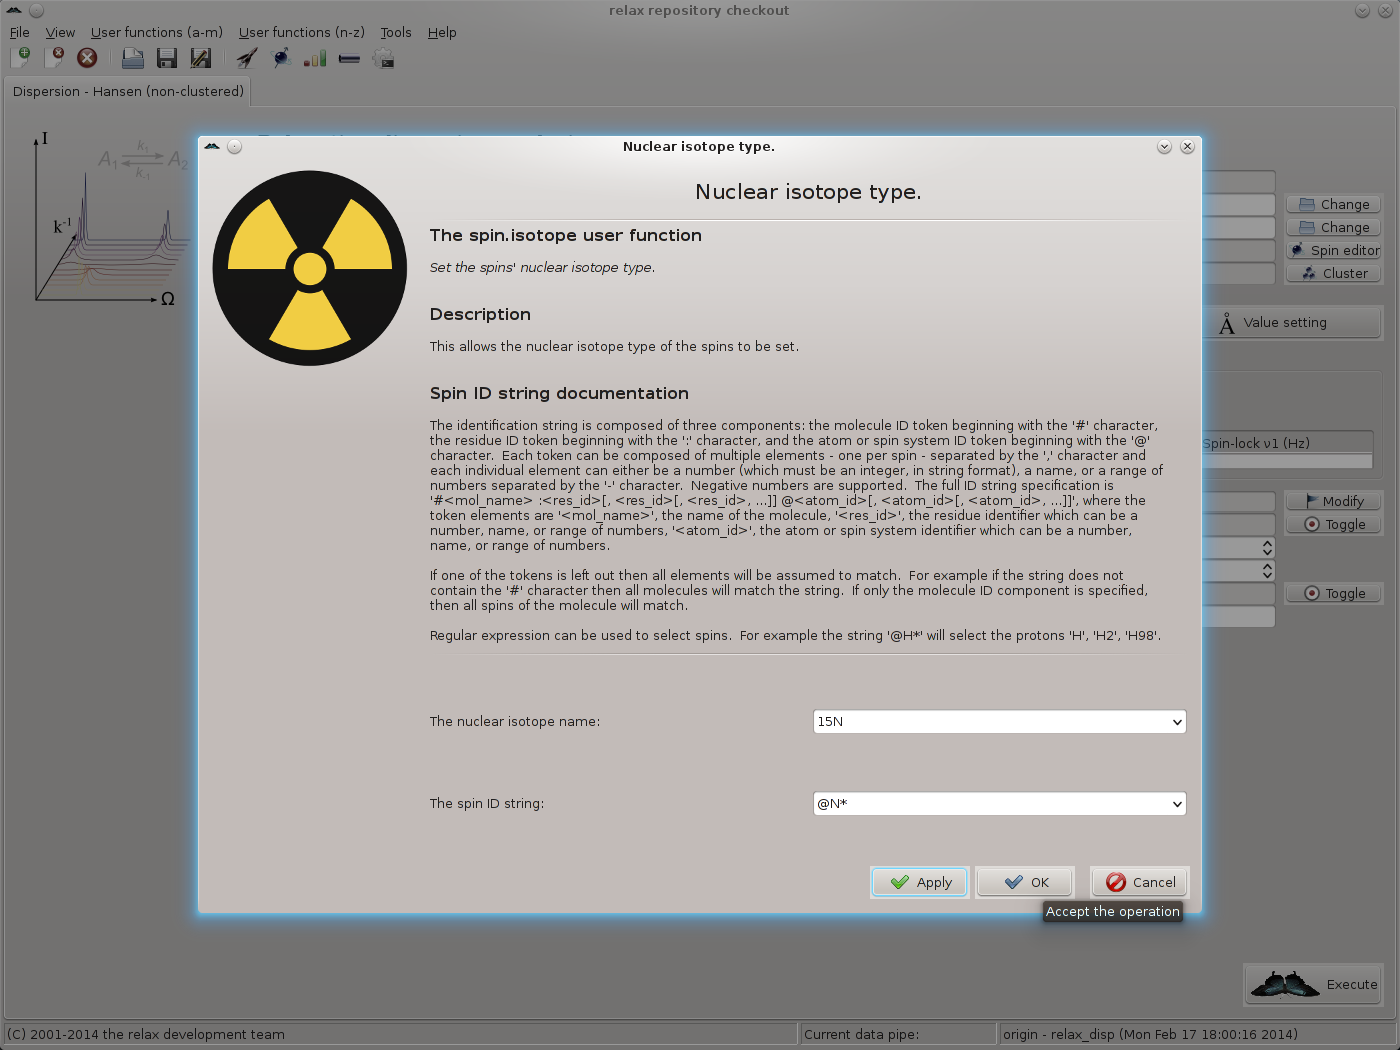 relax repository checkout
File View User functions (a-m) User functions (n-z) Tools Help
Dispersion - Hansen (non-clustered)
I
A1 k1 A2
k-1
k-1
Ω
Nuclear isotope type.
Nuclear isotope type.
The spin.isotope user function
Set the spins' nuclear isotope type.
Description
This allows the nuclear isotope type of the spins to be set.
Spin ID string documentation
The identification string is composed of three components: the molecule ID token beginning with the '#' character,
the residue ID token beginning with the ':' character, and the atom or spin system ID token beginning with the '@'
character.  Each token can be composed of multiple elements - one per spin - separated by the ',' character and
each individual element can either be a number (which must be an integer, in string format), a name, or a range of
numbers separated by the '-' character.  Negative numbers are supported.  The full ID string specification is
'#<mol_name> :<res_id>[, <res_id>[, <res_id>, ...]] @<atom_id>[, <atom_id>[, <atom_id>, ...]]', where the
token elements are '<mol_name>', the name of the molecule, '<res_id>', the residue identifier which can be a
number, name, or range of numbers, '<atom_id>', the atom or spin system identifier which can be a number,
name, or range of numbers.
If one of the tokens is left out then all elements will be assumed to match.  For example if the string does not
contain the '#' character then all molecules will match the string.  If only the molecule ID component is specified,
then all spins of the molecule will match.
Regular expression can be used to select spins.  For example the string '@H*' will select the protons 'H', 'H2', 'H98'.
The nuclear isotope name: 15N
The spin ID string: @N*
Apply OK Cancel
Accept the operation
Change
Change
Spin editor
Cluster
Å Value setting
Spin-lock ν1 (Hz)
Modify
Toggle
Toggle
Execute
(C) 2001-2014 the relax development team Current data pipe: origin - relax_disp (Mon Feb 17 18:00:16 2014)